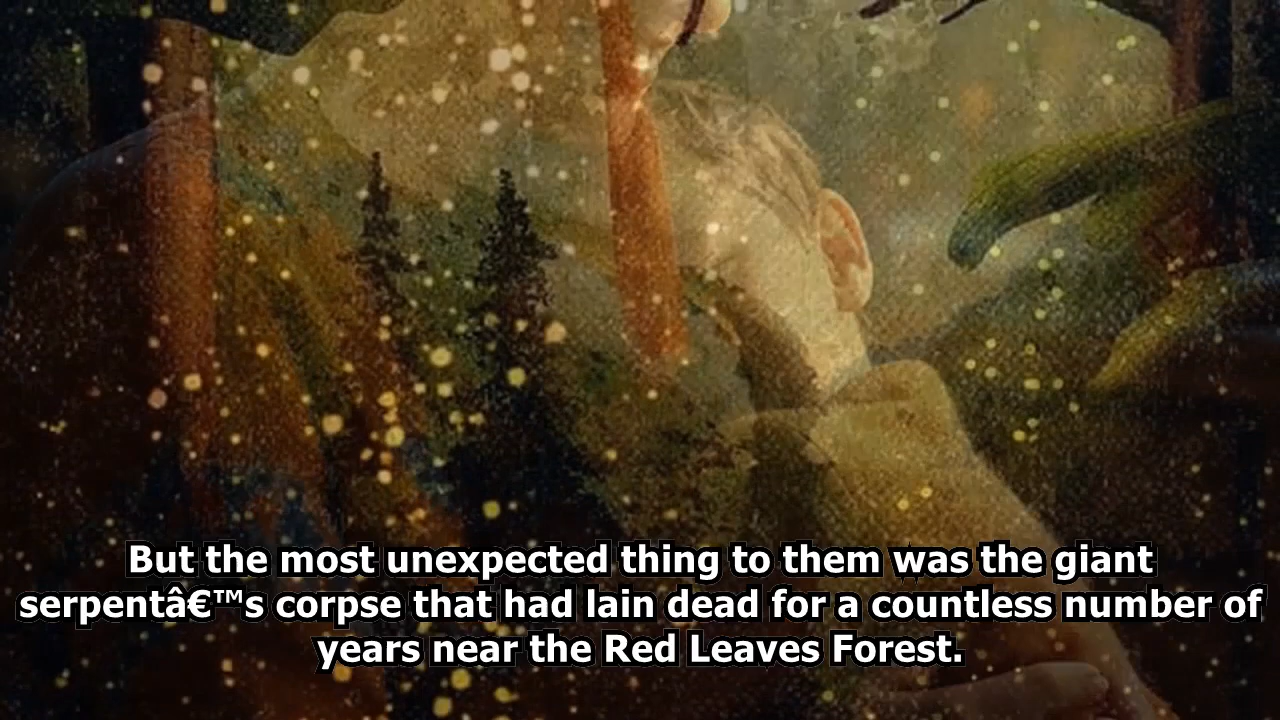 But the most unexpected thing to them was the giant
serpentâ€™s corpse that had lain dead for a countless number of
years near the Red Leaves Forest.